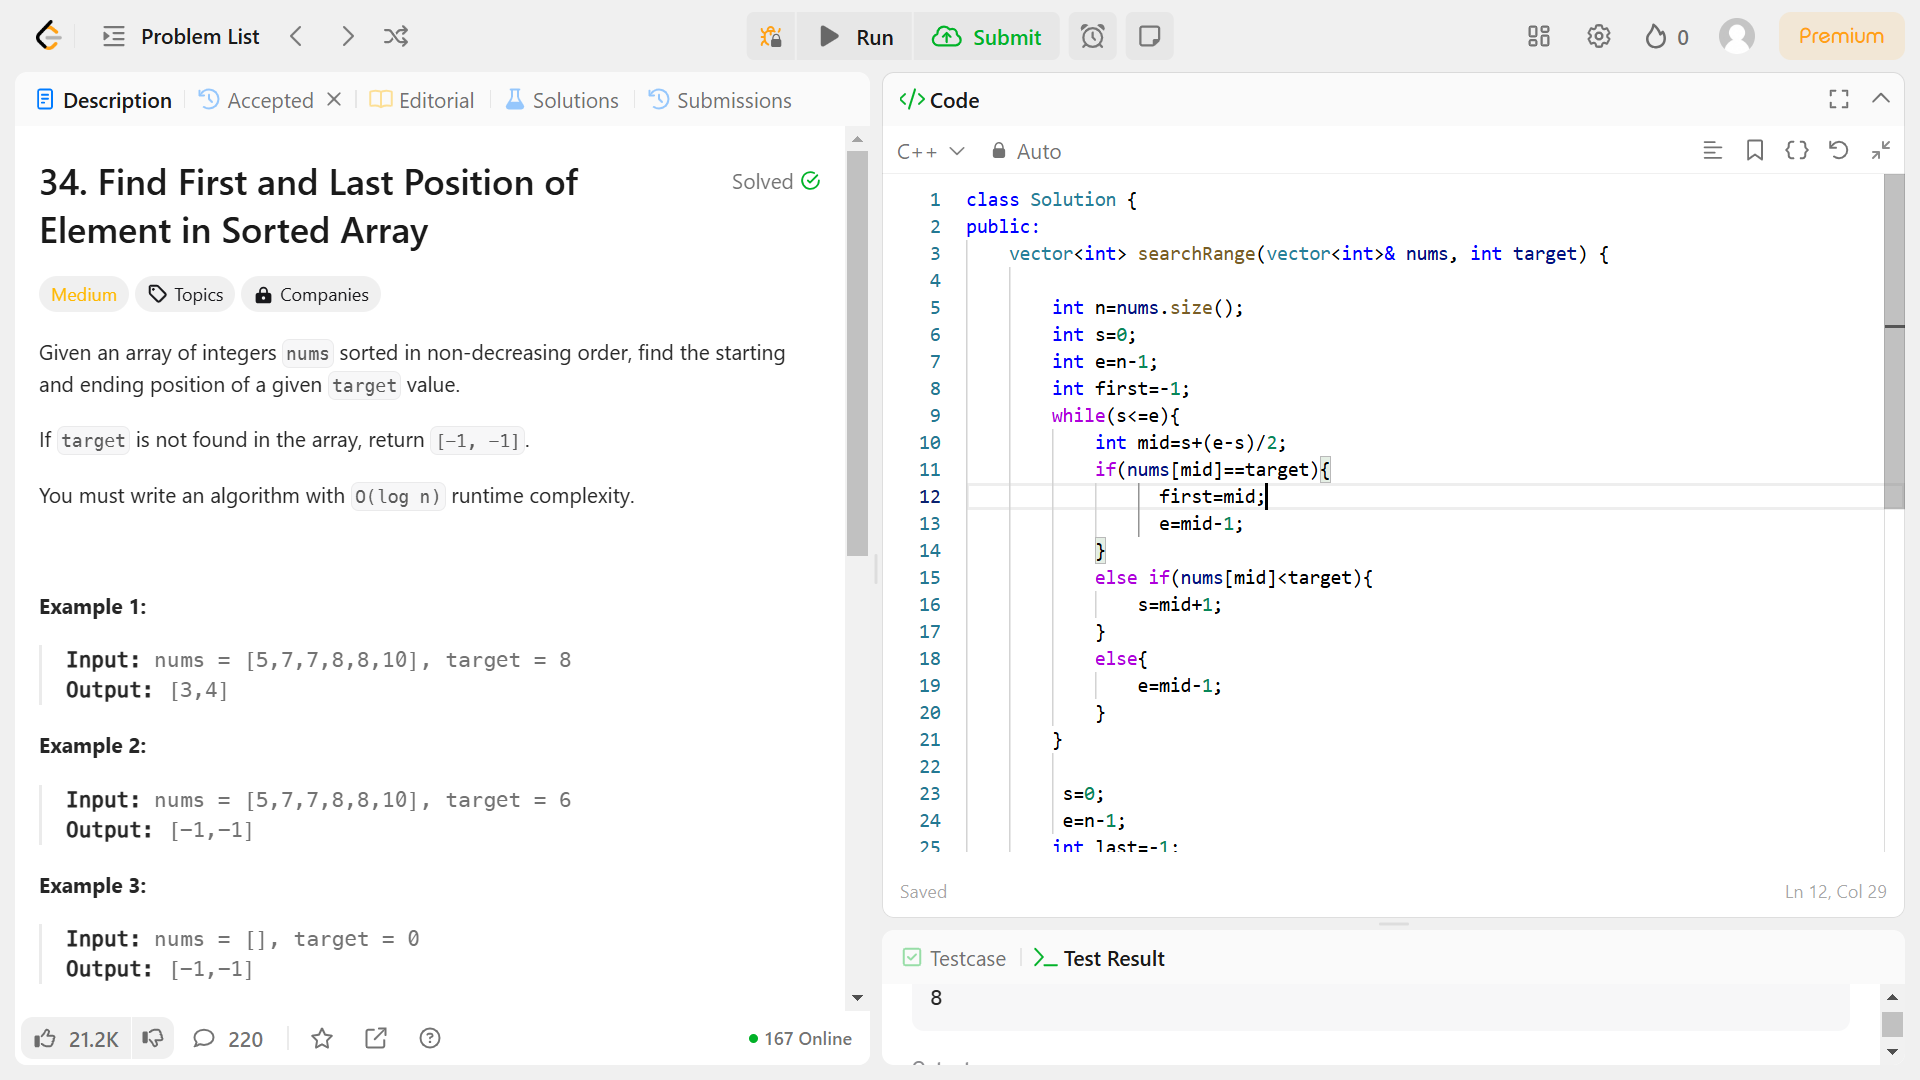 Problem List
Run
Submit
0
Premium
Description
Accepted
Editorial
Solutions
Submissions
34. Find First and Last Position of
Element in Sorted Array
Solved
Medium
Topics
Companies
Given an array of integers nums sorted in non-decreasing order, find the starting
and ending position of a given target value.
If target is not found in the array, return [-1, -1].
You must write an algorithm with O(log n) runtime complexity.
Example 1:
Input: nums = [5,7,7,8,8,10], target = 8
Output: [3,4]
Example 2:
Input: nums = [5,7,7,8,8,10], target = 6
Output: [-1,-1]
Example 3:
Input: nums = [], target = 0
Output: [-1,-1]
21.2K
220
167 Online
</> Code
C++
Auto
1 class Solution {
2 public:
3 vector<int> searchRange(vector<int>& nums, int target) {
4
5 int n=nums.size();
6 int s=0;
7 int e=n-1;
8 int first=-1;
9 while(s<=e){
10 int mid=s+(e-s)/2;
11 if(nums[mid]==target){
12 first=mid;
13 e=mid-1;
14 }
15 else if(nums[mid]<target){
16 s=mid+1;
17 }
18 else{
19 e=mid-1;
20 }
21 }
22
23 s=0;
24 e=n-1;
25 int last=-1;
Saved
Ln 12, Col 29
Testcase
Test Result
8